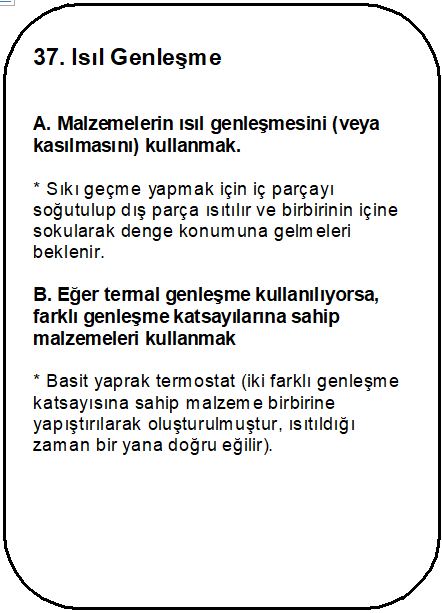 37. Isıl Genleşme
A. Malzemelerin ısıl genleşmesini (veya
kasılmasını) kullanmak.
* Sıkı geçme yapmak için iç parçayı
soğutulup dış parça ısıtılır ve birbirinin içine
sokularak denge konumuna gelmeleri
beklenir.
B. Eğer termal genleşme kullanılıyorsa,
farklı genleşme katsayılarına sahip
malzemeleri kullanmak
* Basit yaprak termostat (iki farklı genleşme
katsayısına sahip malzeme birbirine
yapıştırılarak oluşturulmuştur, ısıtıldığı
zaman bir yana doğru eğilir).